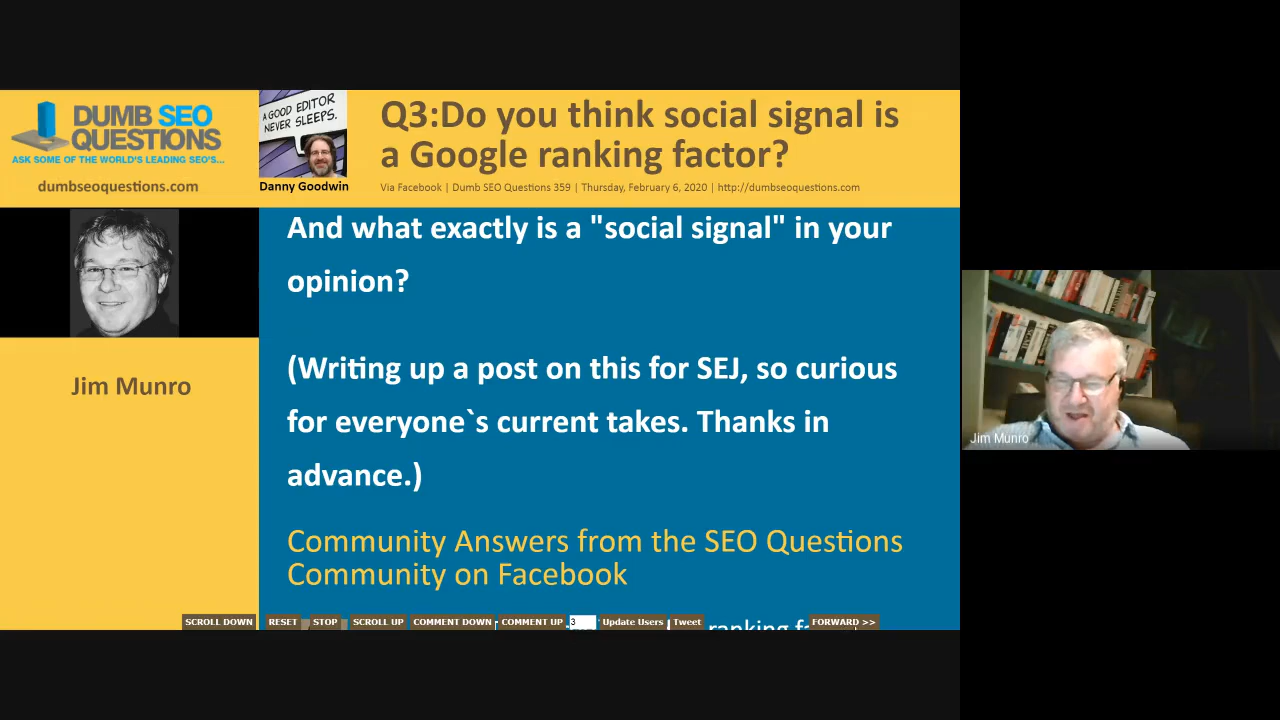 DUMB SEO
QUESTIONS
ASK SOME OF THE WORLD'S LEADING SEO'S...
dumbseoquestions.com
A GOOD EDITOR
NEVER SLEEPS.
Danny Goodwin
Q3:Do you think social signal is
a Google ranking factor?
Via Facebook | Dumb SEO Questions 359 | Thursday, February 6, 2020 | http://dumbseoquestions.com
Jim Munro
And what exactly is a "social signal" in your
opinion?
(Writing up a post on this for SEJ, so curious
for everyone`s current takes. Thanks in
advance.)
Community Answers from the SEO Questions
Community on Facebook
SCROLL DOWN RESET STOP SCROLL UP COMMENT DOWN COMMENT UP 3 Update Users Tweet FORWARD >>
ranking
Jim Munro